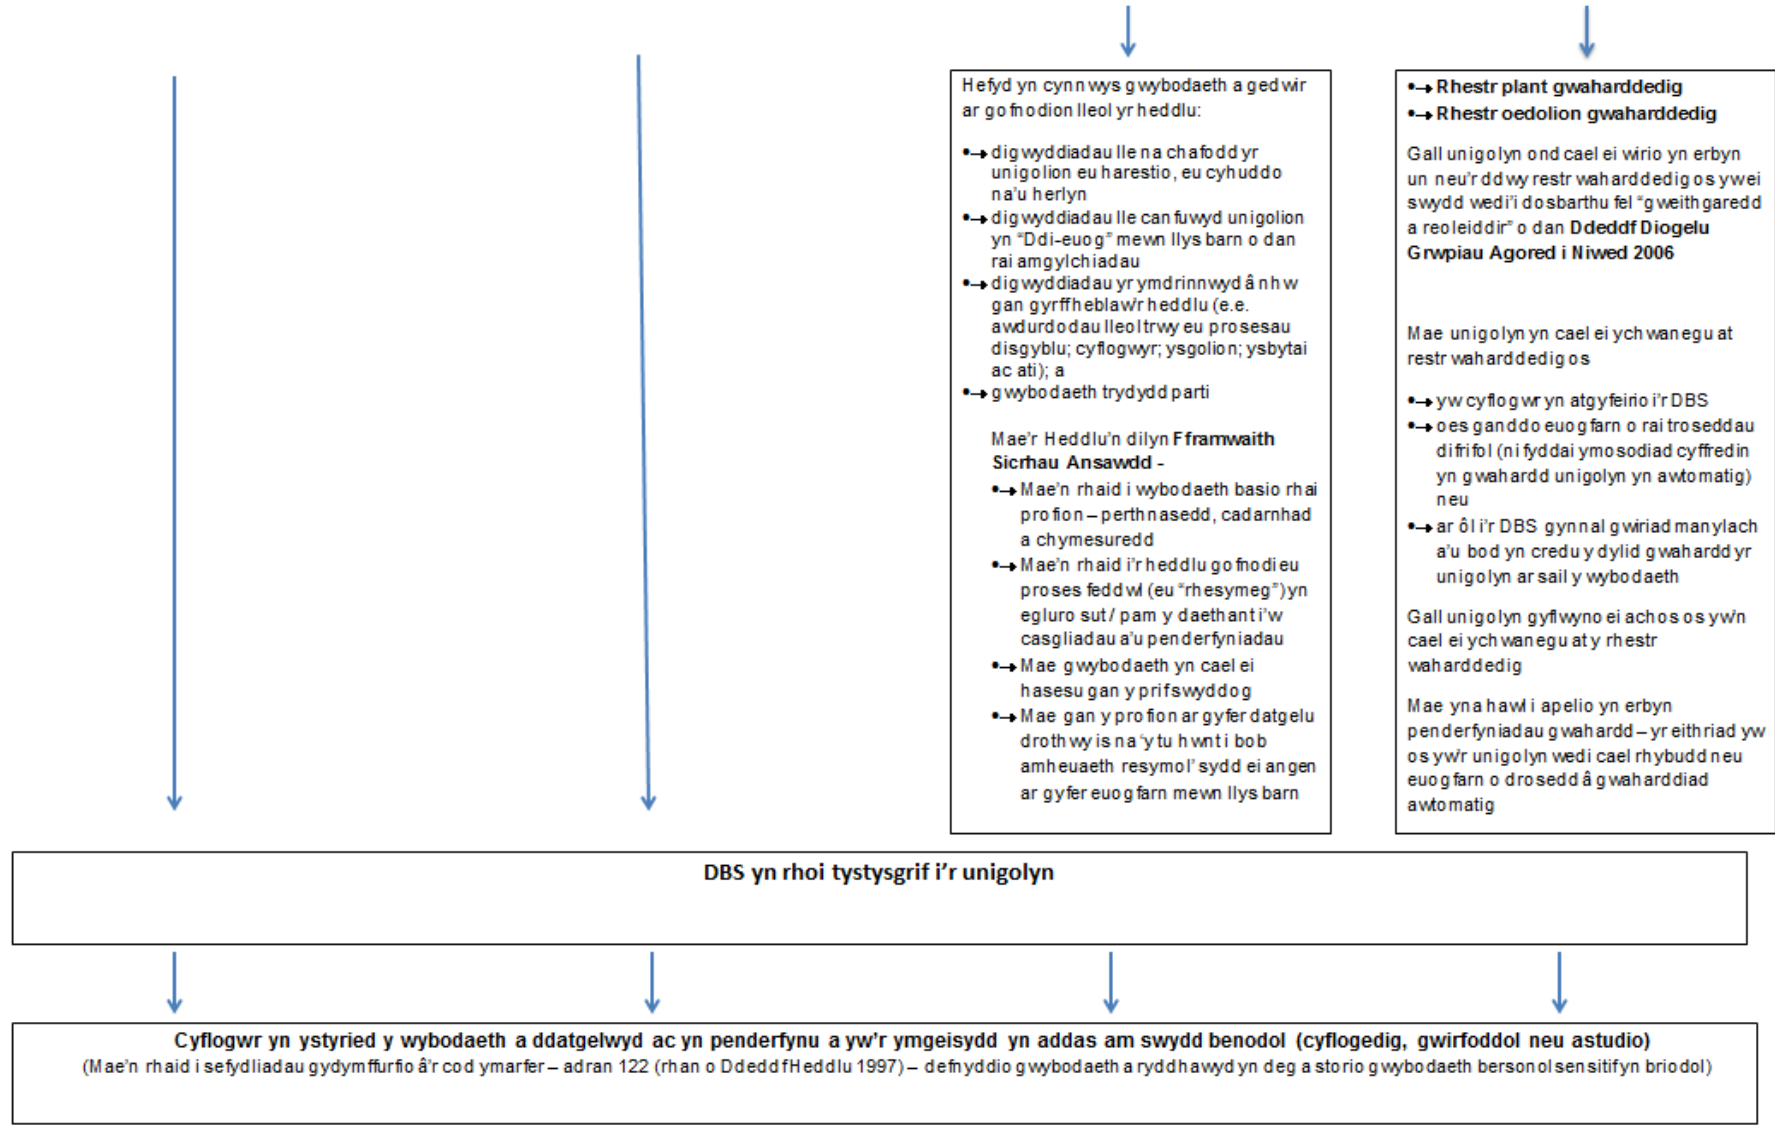 Hefyd yn cynnwys gwybodaeth a gedwir
ar gofnodion lleol yr heddlu:
•→ digwyddiadau lle na chafodd yr
unigolion eu harestio, eu cyhuddo
na'u herlyn
•→ digwyddiadau lle canfuwyd unigolion
yn “Ddi-euog” mewn llys barn o dan
rai amgylchiadau
•→ digwyddiadau yr ymdrinnwyd â nhw
gan gyrff heblaw'r heddlu (e.e.
awdurdodau lleol trwy eu prosesau
disgyblu; cyflogwyr; ysgolion; ysbytai
ac ati); a
•→ gwybodaeth trydydd parti
Mae'r Heddlu'n dilyn Fframwaith
Sicrhau Ansawdd -
•→ Mae'n rhaid i wybodaeth basio rhai
profion – perthnasedd, cadarnhad
a chymesuredd
•→ Mae'n rhaid i'r heddlu gofnodi eu
proses feddwl (eu “rhesymeg”) yn
egluro sut / pam y daethant i'w
casgliadau a'u penderfyniadau
•→ Mae gwybodaeth yn cael ei
hasesu gan y prif swyddog
•→ Mae gan y profion ar gyfer datgelu
drothwy is na ‘y tu hwnt i bob
amheuaeth resymol’ sydd ei angen
ar gyfer euogfarn mewn llys barn
•→ Rhestr plant gwaharddedig
•→ Rhestr oedolion gwaharddedig
Gall unigolyn ond cael ei wirio yn erbyn
un neu'r ddwy restr waharddedig os yw ei
swydd wedi'i dosbarthu fel “gweithgaredd
a reoleiddir” o dan Ddeddf Diogelu
Grwpiau Agored i Niwed 2006
Mae unigolyn yn cael ei ychwanegu at
restr waharddedig os
•→ yw cyflogwr yn atgyfeirio i'r DBS
•→ oes ganddo euogfarn o rai troseddau
difrifol (ni fyddai ymosodiad cyffredin
yn gwahardd unigolyn yn awtomatig)
neu
•→ ar ôl i'r DBS gynnal gwiriad manylach
a'u bod yn credu y dylid gwahardd yr
unigolyn ar sail y wybodaeth
Gall unigolyn gyflwyno ei achos os yw'n
cael ei ychwanegu at y rhestr
waharddedig
Mae yna hawl i apelio yn erbyn
penderfyniadau gwahardd – yr eithriad yw
os yw'r unigolyn wedi cael rhybudd neu
euogfarn o drosedd â gwaharddiad
awtomatig
DBS yn rhoi tystysgrif i'r unigolyn
Cyflogwr yn ystyried y wybodaeth a ddatgelwyd ac yn penderfynu a yw'r ymgeisydd yn addas am swydd benodol (cyflogedig, gwirfoddol neu astudio)
(Mae'n rhaid i sefydliadau gydymffurfio â'r cod ymarfer – adran 122 (rhan o Ddeddf Heddlu 1997) – defnyddio gwybodaeth a ryddhawyd yn deg a storio gwybodaeth bersonol sensitif yn briodol)